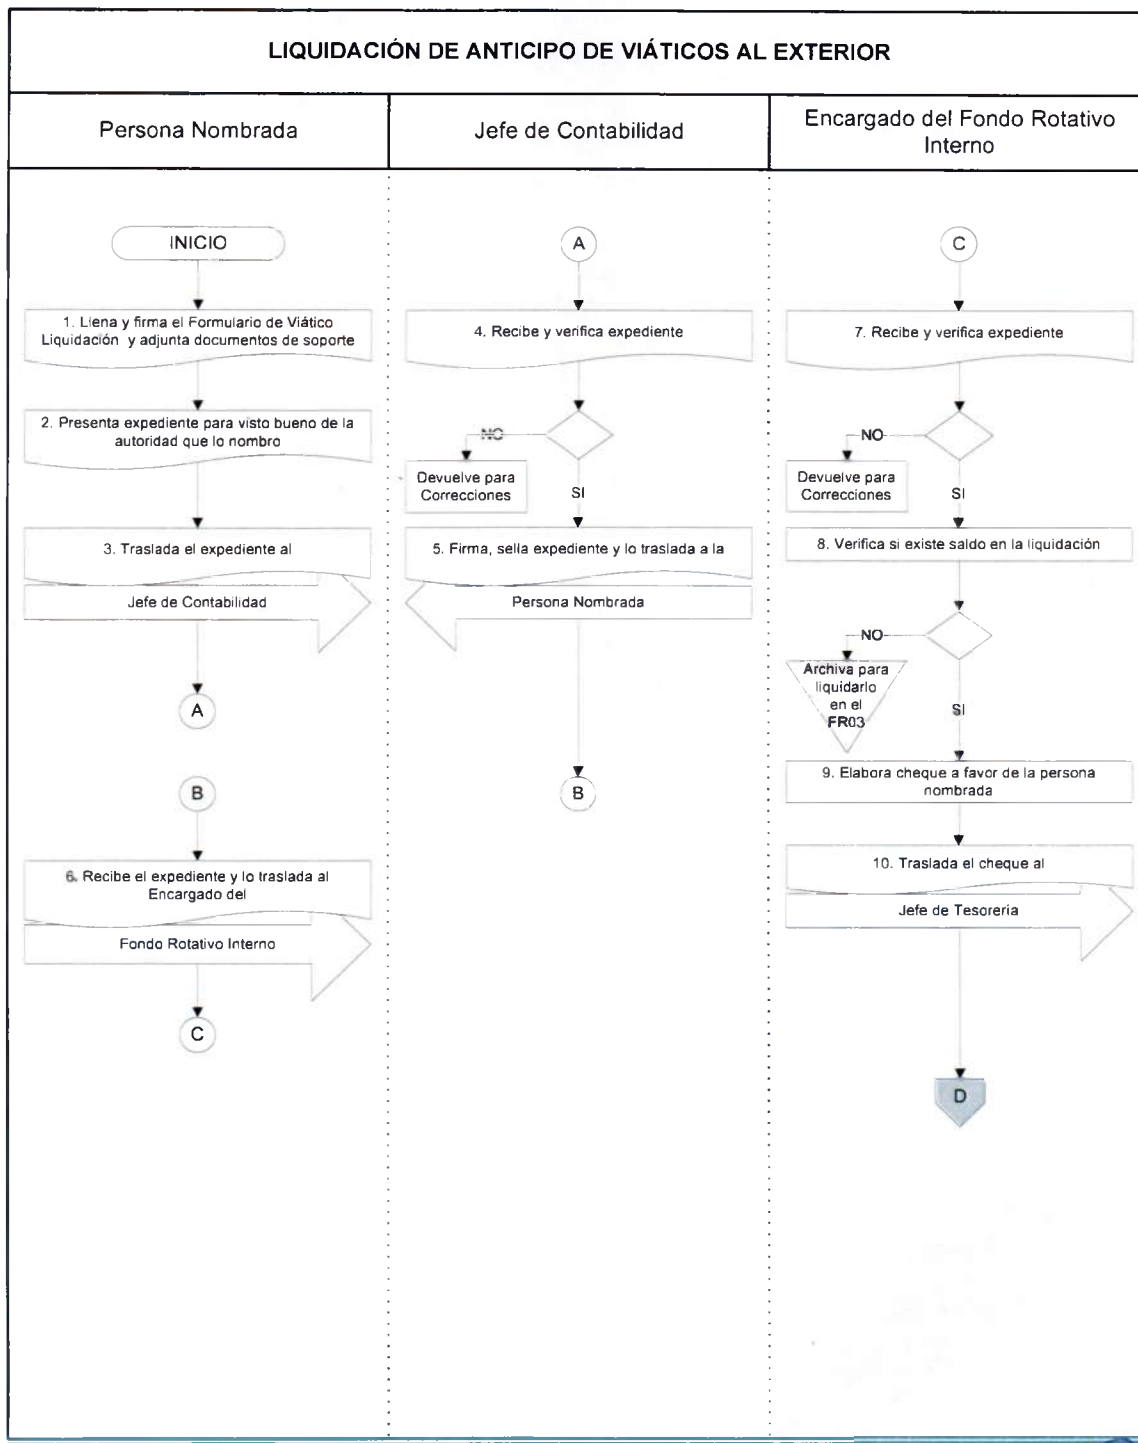 LIQUIDACIÓN DE ANTICIPO DE VIÁTICOS AL EXTERIOR
Persona Nombrada
Jefe de Contabilidad
Encargado del Fondo Rotativo
Interno
INICIO
1. Llena y firma el Formulario de Viático
Liquidación y adjunta documentos de soporte
2. Presenta expediente para visto bueno de la
autoridad que lo nombro
3. Traslada el expediente al
Jefe de Contabilidad
A
B
6. Recibe el expediente y lo traslada al
Encargado del
Fondo Rotativo Interno
C
A
4. Recibe y verifica expediente
NO
Devuelve para
Correcciones
SI
5. Firma, sella expediente y lo traslada a la
Persona Nombrada
B
C
7. Recibe y verifica expediente
NO
Devuelve para
Correcciones
SI
8. Verifica si existe saldo en la liquidación
NO
Archiva para
liquidarlo
en el
FR03
SI
9. Elabora cheque a favor de la persona
nombrada
10. Traslada el cheque al
Jefe de Tesorería
D